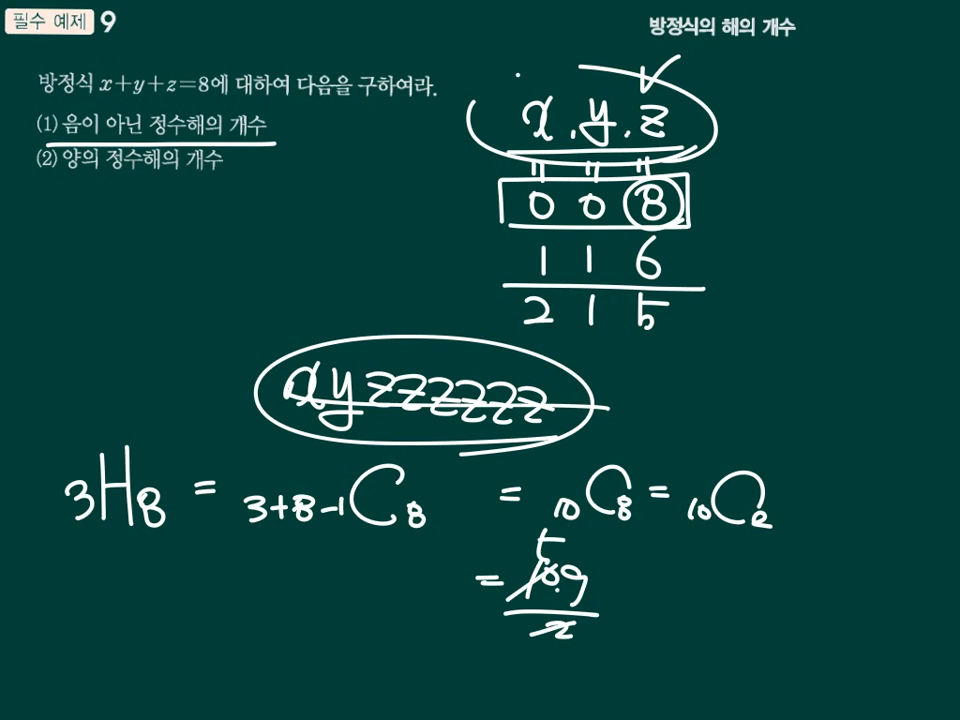 필수 예제 9
방정식의 해의 개수
방정식 x+y+z=8에 대하여 다음을 구하여라.
(1) 음이 아닌 정수해의 개수
(2) 양의 정수해의 개수
x, y, z
0 0 8
1 1 6
2 1 5
xyzzzzzz
₃H₈ = ₃₊₈₋₁C₈ = ₁₀C₈ = ₁₀C₂
5
= 10·9
2